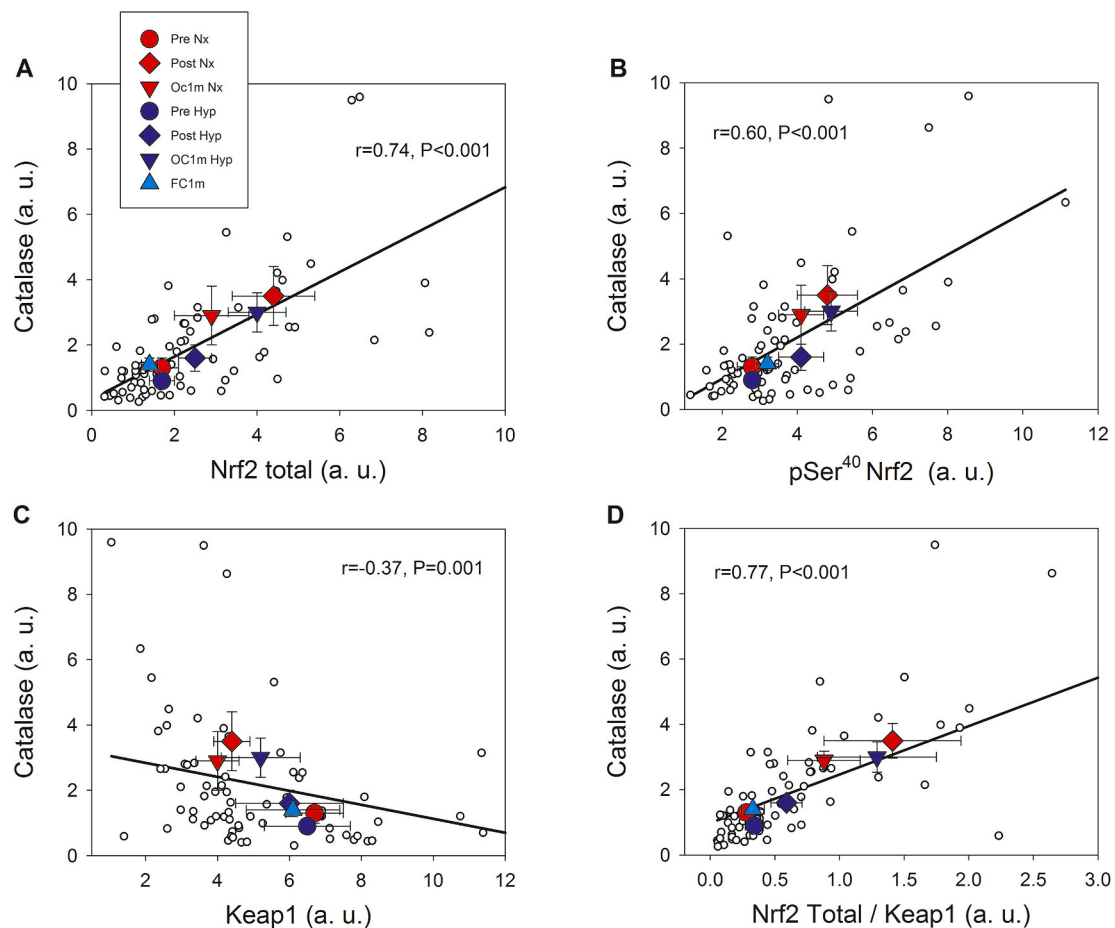 A
Pre Nx
Post Nx
Oc1m Nx
Pre Hyp
Post Hyp
OC1m Hyp
FC1m
r=0.74, P<0.001
Catalase (a. u.)
10
8
6
4
2
0
0 2 4 6 8 10
Nrf2 total (a. u.)
B
r=0.60, P<0.001
Catalase (a. u.)
10
8
6
4
2
0
2 4 6 8 10 12
pSer⁴⁰ Nrf2 (a. u.)
C
r=-0.37, P=0.001
Catalase (a. u.)
10
8
6
4
2
0
2 4 6 8 10 12
Keap1 (a. u.)
D
r=0.77, P<0.001
Catalase (a. u.)
10
8
6
4
2
0
0.0 0.5 1.0 1.5 2.0 2.5 3.0
Nrf2 Total / Keap1 (a. u.)